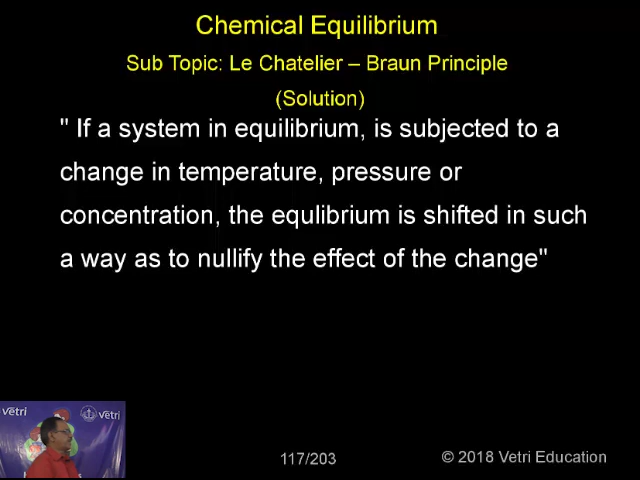 Chemical Equilibrium
Sub Topic: Le Chatelier – Braun Principle
(Solution)
" If a system in equilibrium, is subjected to a
change in temperature, pressure or
concentration, the equlibrium is shifted in such
a way as to nullify the effect of the change"
vetri
vetri
117/203
© 2018 Vetri Education